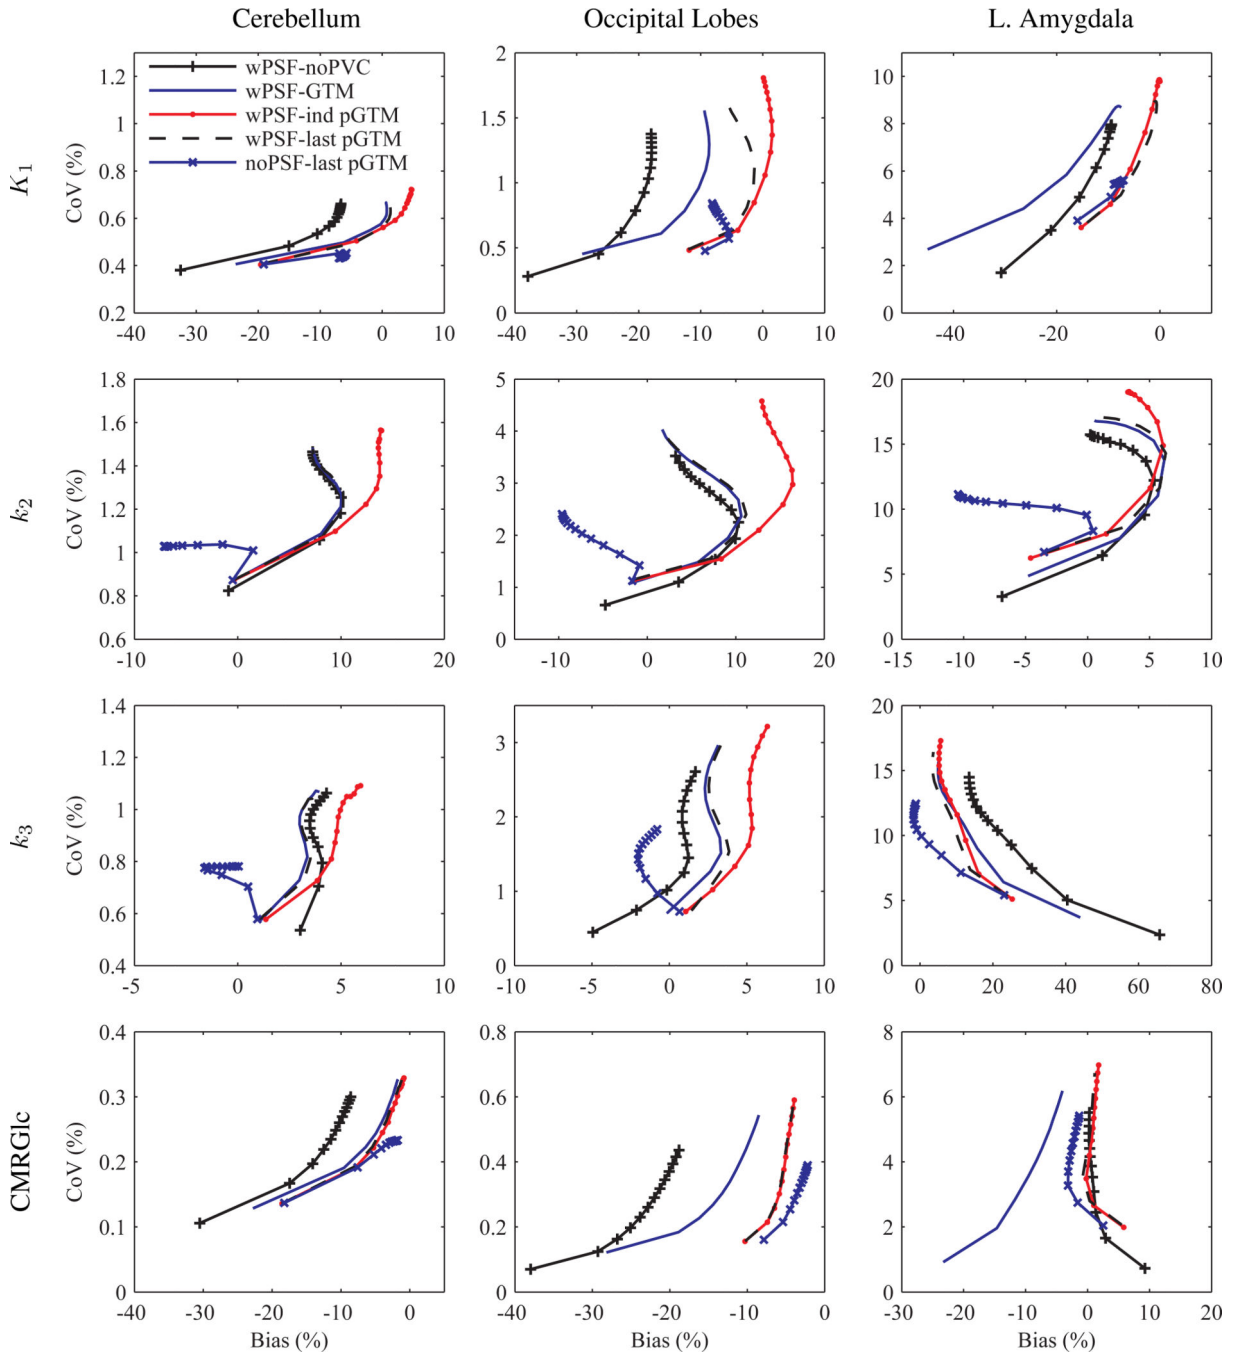 Cerebellum Occipital Lobes L. Amygdala
wPSF-noPVC
wPSF-GTM
wPSF-ind pGTM
wPSF-last pGTM
noPSF-last pGTM
K1
CoV (%)
1.2
1
0.8
0.6
0.4
0.2
-40 -30 -20 -10 0 10
2
1.5
1
0.5
0
-40 -30 -20 -10 0 10
10
8
6
4
2
0
-40 -20 0
k2
CoV (%)
1.8
1.6
1.4
1.2
1
0.8
0.6
-10 0 10 20
5
4
3
2
1
0
-10 0 10 20
20
15
10
5
0
-15 -10 -5 0 5 10
k3
CoV (%)
1.4
1.2
1
0.8
0.6
0.4
-5 0 5 10
3
2
1
0
-10 -5 0 5 10
20
15
10
5
0
0 20 40 60 80
CMRGlc
CoV (%)
0.4
0.3
0.2
0.1
0
-40 -30 -20 -10 0
Bias (%)
0.8
0.6
0.4
0.2
0
-40 -30 -20 -10 0
Bias (%)
8
6
4
2
0
-30 -20 -10 0 10 20
Bias (%)